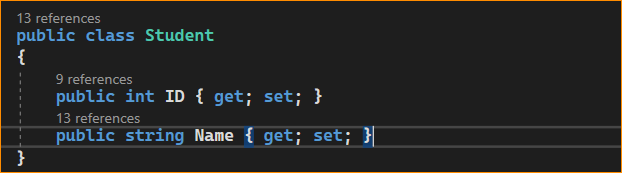 13 references
public class Student
{
9 references
public int ID { get; set; }
13 references
public string Name { get; set; }
}